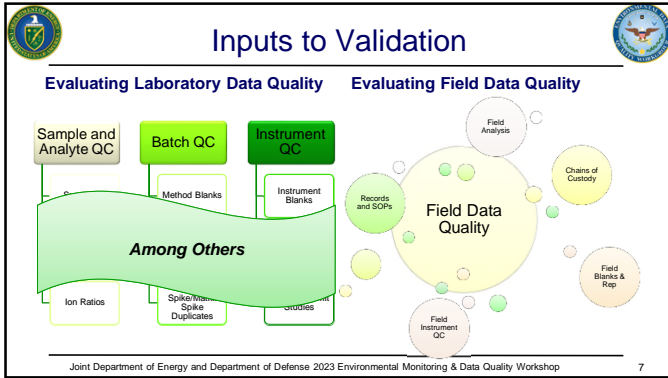 Inputs to Validation
Evaluating Laboratory Data Quality
Evaluating Field Data Quality
Sample and
Analyte QC
Batch QC
Instrument
QC
Method Blanks
Instrument
Blanks
Among Others
Ion Ratios
Spike
Duplicates
Studies
Field
Analysis
Chains of
Custody
Records
and SOPs
Field Data
Quality
Field
Blanks &
Rep
Field
Instrument
QC
Joint Department of Energy and Department of Defense 2023 Environmental Monitoring & Data Quality Workshop
7